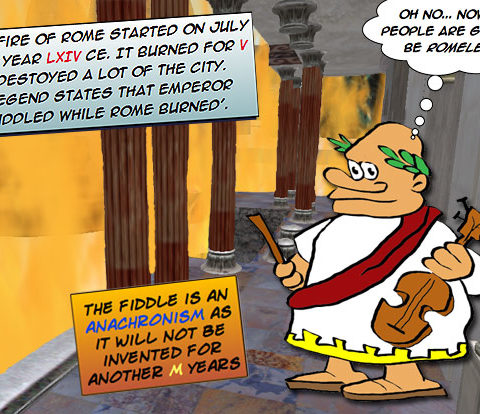 FIRE OF ROME STARTED ON JULY
YEAR LXIV CE. IT BURNED FOR V
DESTOYED A LOT OF THE CITY.
EGEND STATES THAT EMPEROR
IDDLED WHILE ROME BURNED'.
OH NO... NOW
PEOPLE ARE G
BE ROMELE
THE FIDDLE IS AN
ANACHRONISM AS
IT WILL NOT BE
INVENTED FOR
ANOTHER M YEARS